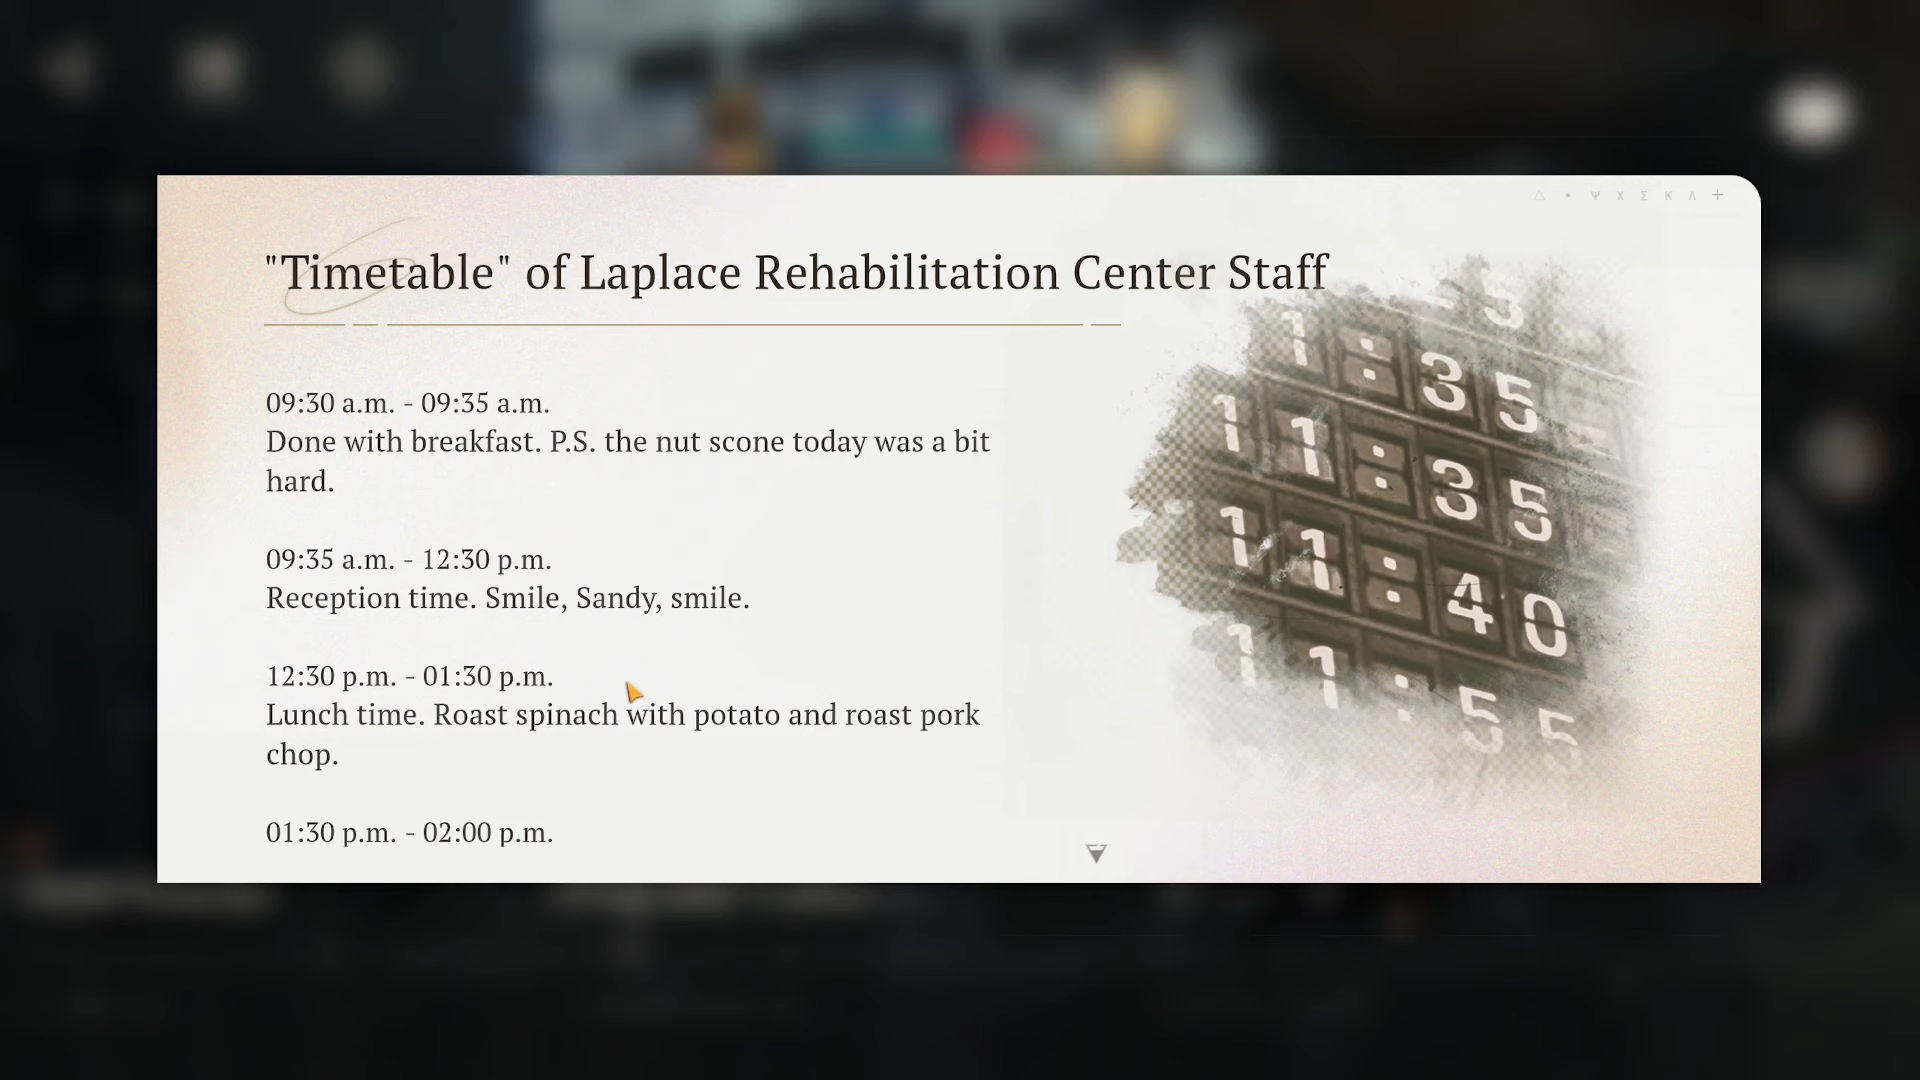 △ • Ψ X Σ K Λ +
"Timetable" of Laplace Rehabilitation Center Staff
09:30 a.m. - 09:35 a.m.
Done with breakfast. P.S. the nut scone today was a bit
hard.
09:35 a.m. - 12:30 p.m.
Reception time. Smile, Sandy, smile.
12:30 p.m. - 01:30 p.m.
Lunch time. Roast spinach with potato and roast pork
chop.
01:30 p.m. - 02:00 p.m.
1:35
11:35
11:40
11:55